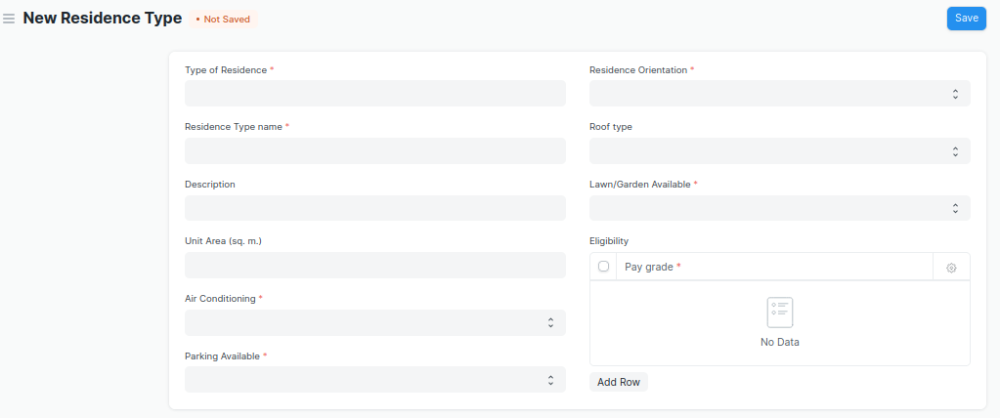 New Residence Type
• Not Saved
Save
Type of Residence *
Residence Type name *
Description
Unit Area (sq. m.)
Air Conditioning *
Parking Available *
Residence Orientation *
Roof type
Lawn/Garden Available *
Eligibility
Pay grade *
No Data
Add Row